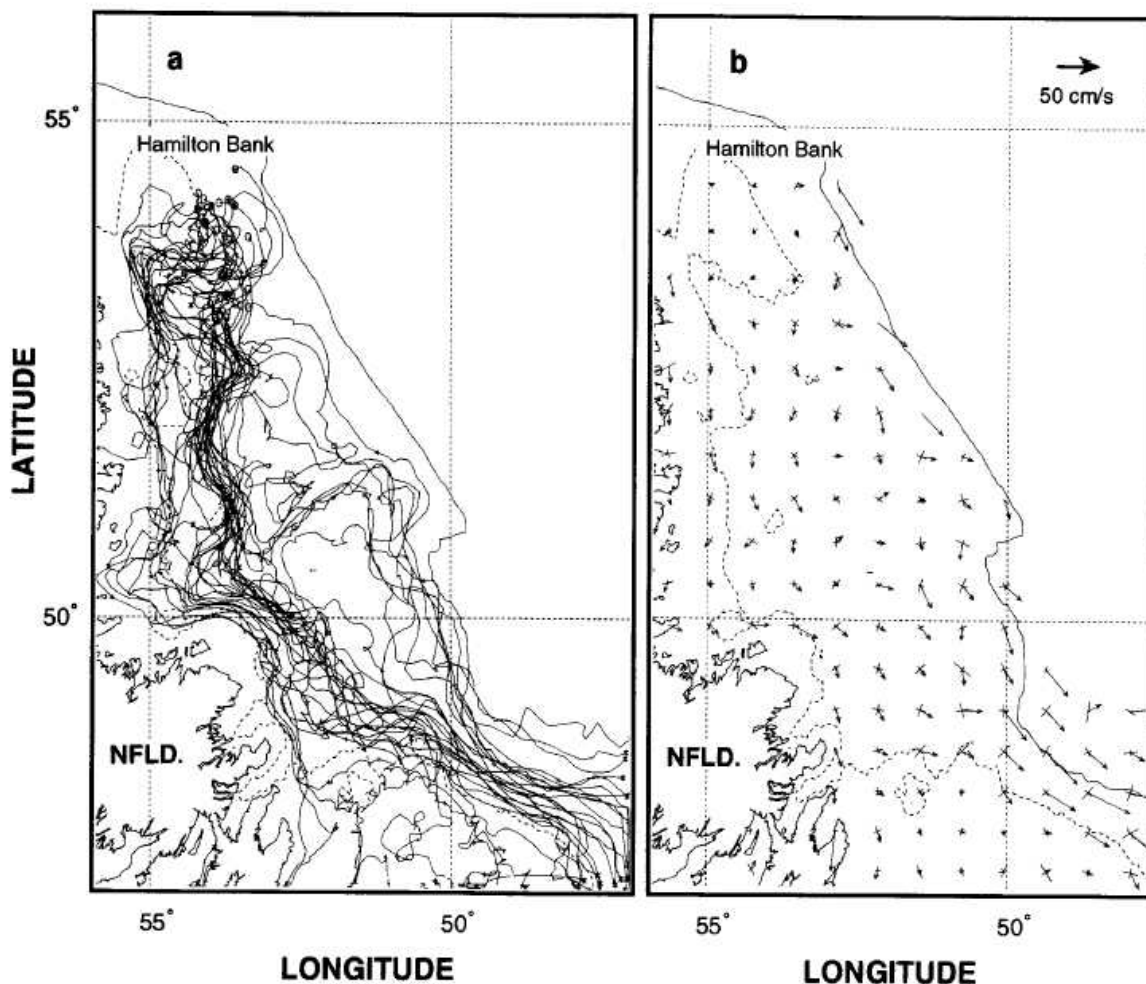 a
b
50 cm/s
55°
Hamilton Bank
Hamilton Bank
LATITUDE
50°
NFLD.
NFLD.
55°
50°
55°
50°
LONGITUDE
LONGITUDE